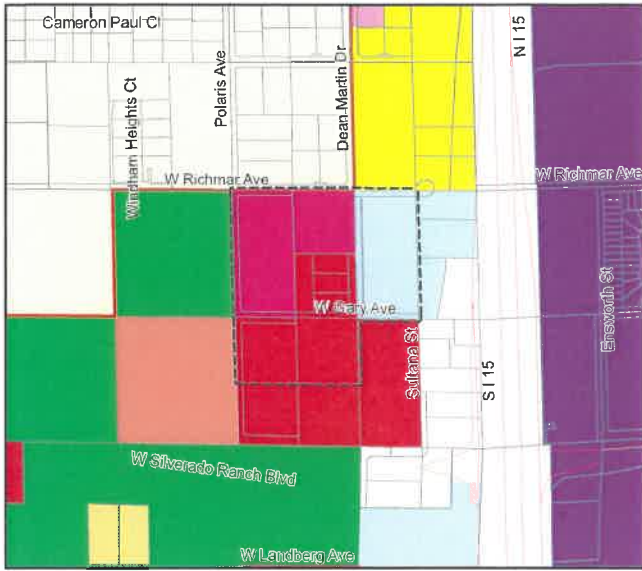 Cameron Paul Ct
Windham Heights Ct
Polaris Ave
Dean Martin Dr
N I 15
W Richmar Ave
W Richmar Ave
W Gary Ave
Sultana St
S I 15
Ensworth St
W Silverado Ranch Blvd
W Landberg Ave